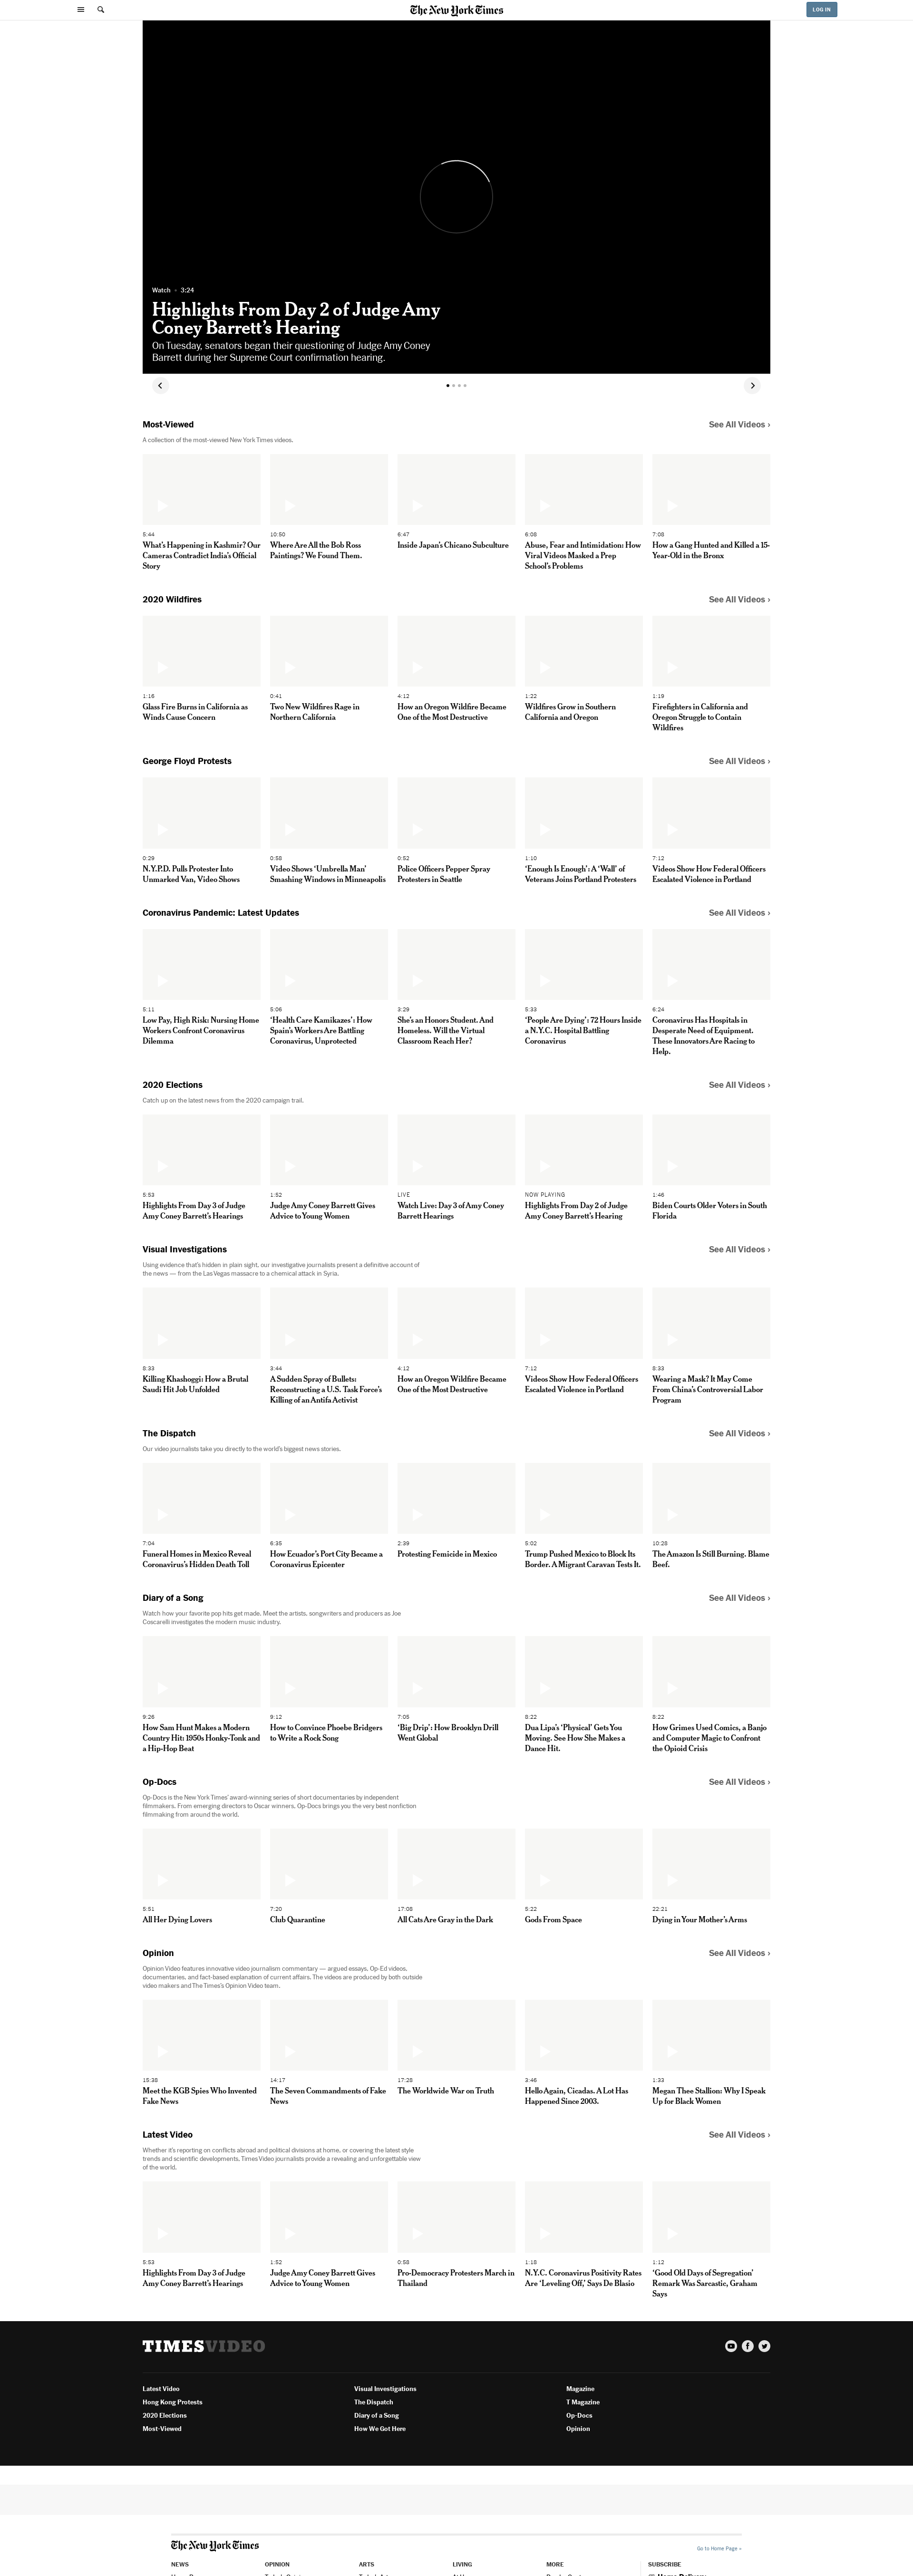 The New York Times
LOG IN
Watch • 3:24
Highlights From Day 2 of Judge Amy
Coney Barrett’s Hearing
On Tuesday, senators began their questioning of Judge Amy Coney
Barrett during her Supreme Court confirmation hearing.
Most-Viewed
See All Videos ›
A collection of the most-viewed New York Times videos.
5:44
What’s Happening in Kashmir? Our
Cameras Contradict India’s Official
Story
10:50
Where Are All the Bob Ross
Paintings? We Found Them.
6:47
Inside Japan’s Chicano Subculture
6:08
Abuse, Fear and Intimidation: How
Viral Videos Masked a Prep
School’s Problems
7:08
How a Gang Hunted and Killed a 15-
Year-Old in the Bronx
2020 Wildfires
See All Videos ›
1:16
Glass Fire Burns in California as
Winds Cause Concern
0:41
Two New Wildfires Rage in
Northern California
4:12
How an Oregon Wildfire Became
One of the Most Destructive
1:22
Wildfires Grow in Southern
California and Oregon
1:19
Firefighters in California and
Oregon Struggle to Contain
Wildfires
George Floyd Protests
See All Videos ›
0:29
N.Y.P.D. Pulls Protester Into
Unmarked Van, Video Shows
0:58
Video Shows ‘Umbrella Man’
Smashing Windows in Minneapolis
0:52
Police Officers Pepper Spray
Protesters in Seattle
1:10
‘Enough Is Enough’: A ‘Wall’ of
Veterans Joins Portland Protesters
7:12
Videos Show How Federal Officers
Escalated Violence in Portland
Coronavirus Pandemic: Latest Updates
See All Videos ›
5:11
Low Pay, High Risk: Nursing Home
Workers Confront Coronavirus
Dilemma
5:06
‘Health Care Kamikazes’: How
Spain’s Workers Are Battling
Coronavirus, Unprotected
3:29
She’s an Honors Student. And
Homeless. Will the Virtual
Classroom Reach Her?
5:33
‘People Are Dying’: 72 Hours Inside
a N.Y.C. Hospital Battling
Coronavirus
6:24
Coronavirus Has Hospitals in
Desperate Need of Equipment.
These Innovators Are Racing to
Help.
2020 Elections
See All Videos ›
Catch up on the latest news from the 2020 campaign trail.
5:53
Highlights From Day 3 of Judge
Amy Coney Barrett’s Hearings
1:52
Judge Amy Coney Barrett Gives
Advice to Young Women
LIVE
Watch Live: Day 3 of Amy Coney
Barrett Hearings
NOW PLAYING
Highlights From Day 2 of Judge
Amy Coney Barrett’s Hearing
1:46
Biden Courts Older Voters in South
Florida
Visual Investigations
See All Videos ›
Using evidence that’s hidden in plain sight, our investigative journalists present a definitive account of
the news — from the Las Vegas massacre to a chemical attack in Syria.
8:33
Killing Khashoggi: How a Brutal
Saudi Hit Job Unfolded
3:44
A Sudden Spray of Bullets:
Reconstructing a U.S. Task Force’s
Killing of an Antifa Activist
4:12
How an Oregon Wildfire Became
One of the Most Destructive
7:12
Videos Show How Federal Officers
Escalated Violence in Portland
8:33
Wearing a Mask? It May Come
From China’s Controversial Labor
Program
The Dispatch
See All Videos ›
Our video journalists take you directly to the world’s biggest news stories.
7:04
Funeral Homes in Mexico Reveal
Coronavirus’s Hidden Death Toll
6:35
How Ecuador’s Port City Became a
Coronavirus Epicenter
2:39
Protesting Femicide in Mexico
5:02
Trump Pushed Mexico to Block Its
Border. A Migrant Caravan Tests It.
10:28
The Amazon Is Still Burning. Blame
Beef.
Diary of a Song
See All Videos ›
Watch how your favorite pop hits get made. Meet the artists, songwriters and producers as Joe
Coscarelli investigates the modern music industry.
9:26
How Sam Hunt Makes a Modern
Country Hit: 1950s Honky-Tonk and
a Hip-Hop Beat
9:12
How to Convince Phoebe Bridgers
to Write a Rock Song
7:05
‘Big Drip’: How Brooklyn Drill
Went Global
8:22
Dua Lipa’s ‘Physical’ Gets You
Moving. See How She Makes a
Dance Hit.
8:22
How Grimes Used Comics, a Banjo
and Computer Magic to Confront
the Opioid Crisis
Op-Docs
See All Videos ›
Op-Docs is the New York Times’ award-winning series of short documentaries by independent
filmmakers. From emerging directors to Oscar winners, Op-Docs brings you the very best nonfiction
filmmaking from around the world.
5:51
All Her Dying Lovers
7:20
Club Quarantine
17:08
All Cats Are Gray in the Dark
5:22
Gods From Space
22:21
Dying in Your Mother’s Arms
Opinion
See All Videos ›
Opinion Video features innovative video journalism commentary — argued essays, Op-Ed videos,
documentaries, and fact-based explanation of current affairs. The videos are produced by both outside
video makers and The Times’s Opinion Video team.
15:38
Meet the KGB Spies Who Invented
Fake News
14:17
The Seven Commandments of Fake
News
17:28
The Worldwide War on Truth
3:46
Hello Again, Cicadas. A Lot Has
Happened Since 2003.
1:33
Megan Thee Stallion: Why I Speak
Up for Black Women
Latest Video
See All Videos ›
Whether it’s reporting on conflicts abroad and political divisions at home, or covering the latest style
trends and scientific developments, Times Video journalists provide a revealing and unforgettable view
of the world.
5:53
Highlights From Day 3 of Judge
Amy Coney Barrett’s Hearings
1:52
Judge Amy Coney Barrett Gives
Advice to Young Women
0:58
Pro-Democracy Protesters March in
Thailand
1:18
N.Y.C. Coronavirus Positivity Rates
Are ‘Leveling Off,’ Says De Blasio
1:12
‘Good Old Days of Segregation’
Remark Was Sarcastic, Graham
Says
TIMESVIDEO
Latest Video
Hong Kong Protests
2020 Elections
Most-Viewed
Visual Investigations
The Dispatch
Diary of a Song
How We Got Here
Magazine
T Magazine
Op-Docs
Opinion
The New York Times
Go to Home Page »
NEWS
OPINION
ARTS
LIVING
MORE
SUBSCRIBE